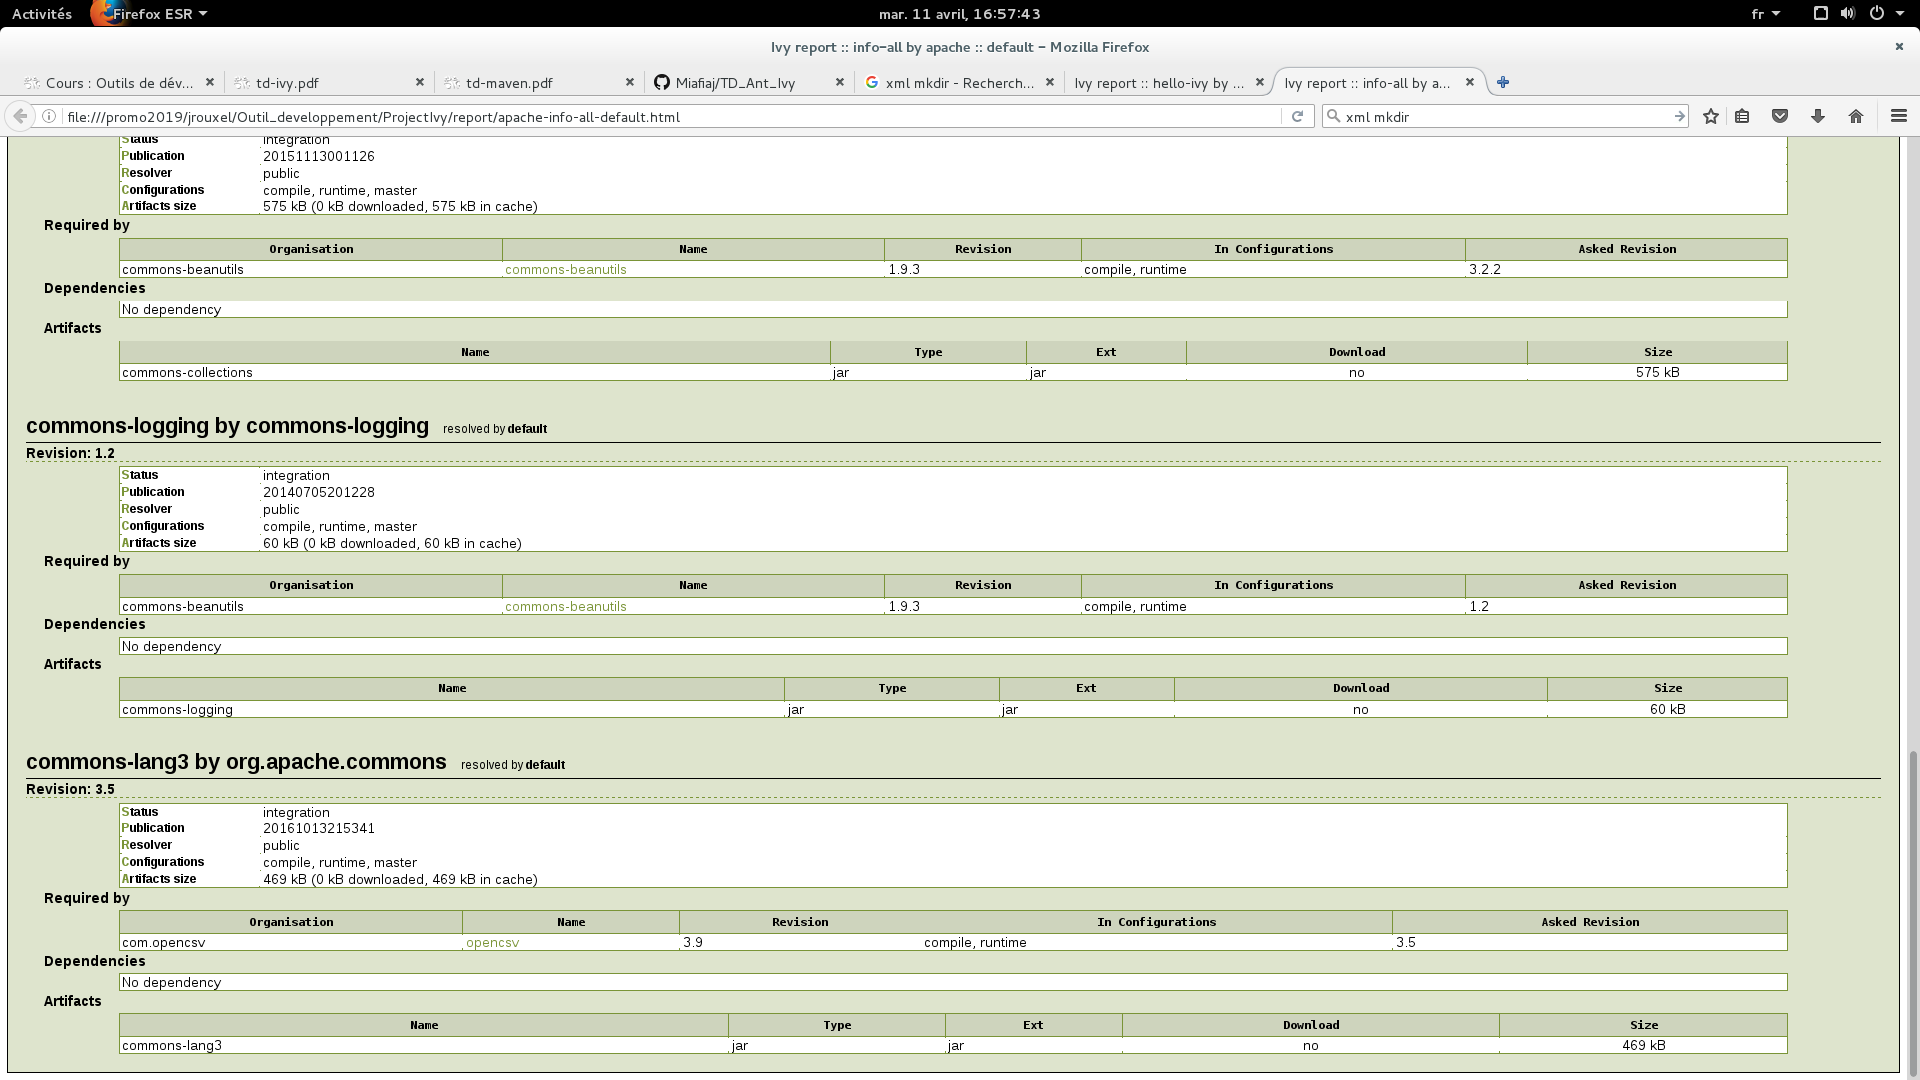 Activités Firefox ESR mar. 11 avril, 16:57:43 fr
Ivy report :: info-all by apache :: default - Mozilla Firefox
Cours : Outils de dév... td-ivy.pdf td-maven.pdf Miafiaj/TD_Ant_Ivy xml mkdir - Recherch... Ivy report :: hello-ivy by ... Ivy report :: info-all by a...
file:///promo2019/jrouxel/Outil_developpement/ProjectIvy/report/apache-info-all-default.html xml mkdir
Status integration
Publication 20151113001126
Resolver public
Configurations compile, runtime, master
Artifacts size 575 kB (0 kB downloaded, 575 kB in cache)
Required by
Organisation Name Revision In Configurations Asked Revision
commons-beanutils commons-beanutils 1.9.3 compile, runtime 3.2.2
Dependencies
No dependency
Artifacts
Name Type Ext Download Size
commons-collections jar jar no 575 kB
commons-logging by commons-logging resolved by default
Revision: 1.2
Status integration
Publication 20140705201228
Resolver public
Configurations compile, runtime, master
Artifacts size 60 kB (0 kB downloaded, 60 kB in cache)
Required by
Organisation Name Revision In Configurations Asked Revision
commons-beanutils commons-beanutils 1.9.3 compile, runtime 1.2
Dependencies
No dependency
Artifacts
Name Type Ext Download Size
commons-logging jar jar no 60 kB
commons-lang3 by org.apache.commons resolved by default
Revision: 3.5
Status integration
Publication 20161013215341
Resolver public
Configurations compile, runtime, master
Artifacts size 469 kB (0 kB downloaded, 469 kB in cache)
Required by
Organisation Name Revision In Configurations Asked Revision
com.opencsv opencsv 3.9 compile, runtime 3.5
Dependencies
No dependency
Artifacts
Name Type Ext Download Size
commons-lang3 jar jar no 469 kB